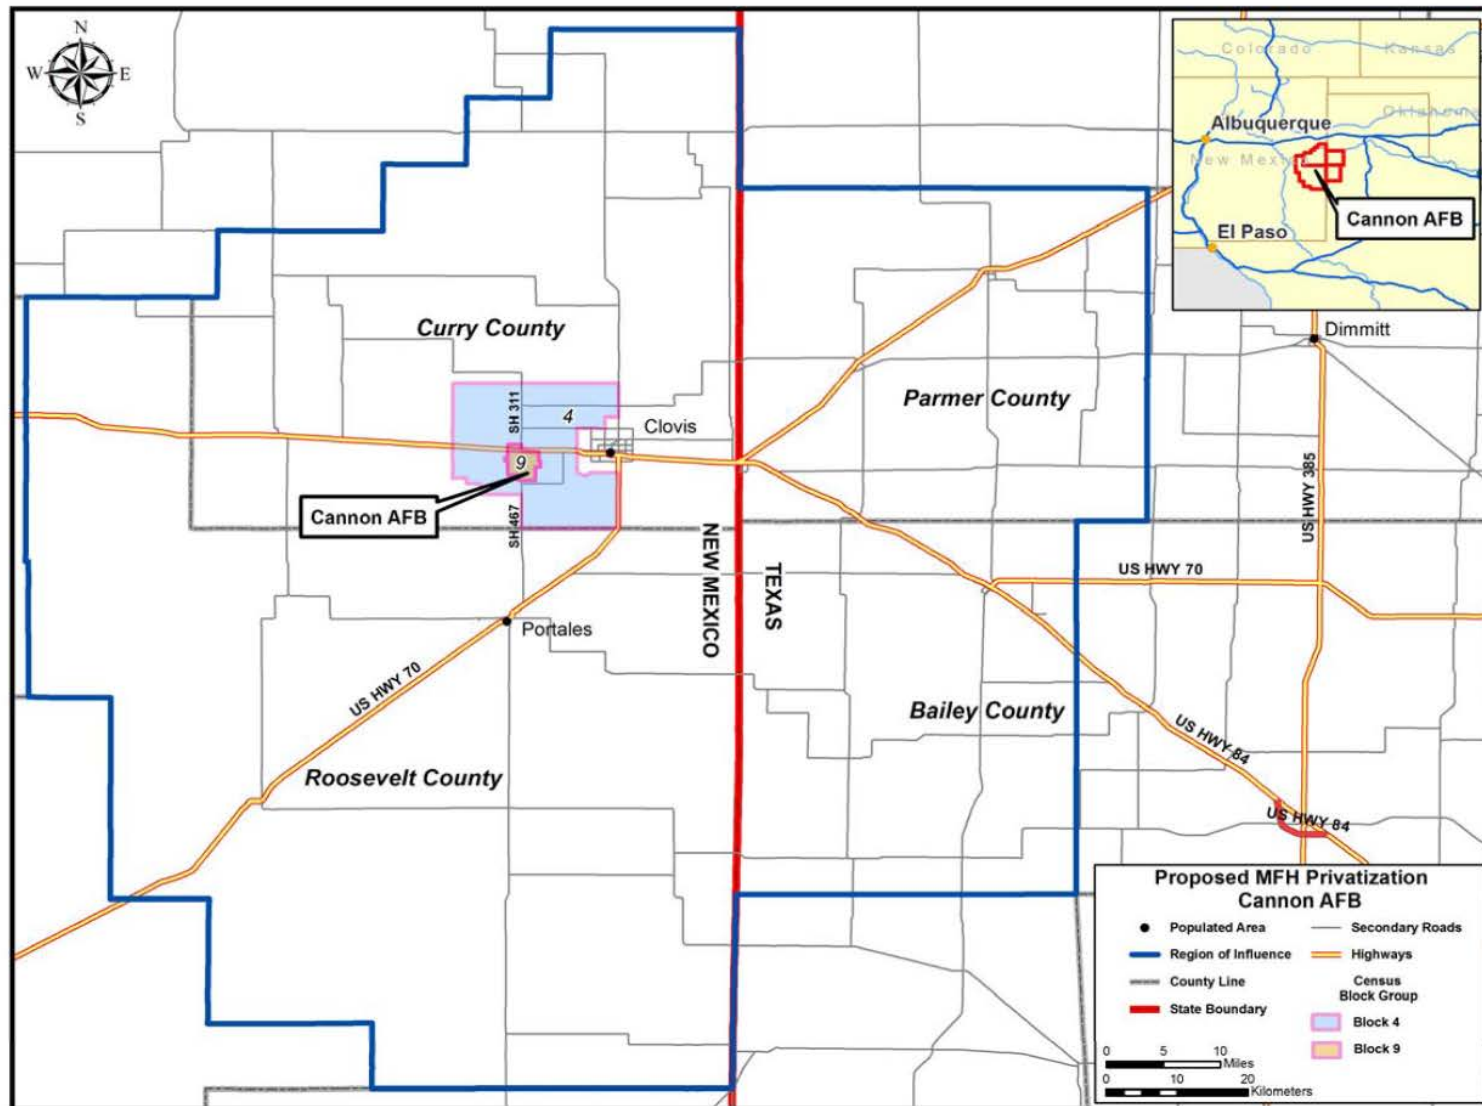 N
W E
S
Colorado
Kansas
Oklahoma
Albuquerque
New Mexico
Cannon AFB
El Paso
Dimmitt
Curry County
Parmer County
SH 311
4
Clovis
9
Cannon AFB
SH 467
US HWY 385
NEW MEXICO
TEXAS
US HWY 70
Portales
US HWY 70
Bailey County
US HWY 84
Roosevelt County
US HWY 84
Proposed MFH Privatization
Cannon AFB
Populated Area
Region of Influence
County Line
State Boundary
Secondary Roads
Highways
Census
Block Group
Block 4
Block 9
0 5 10
Miles
0 10 20
Kilometers